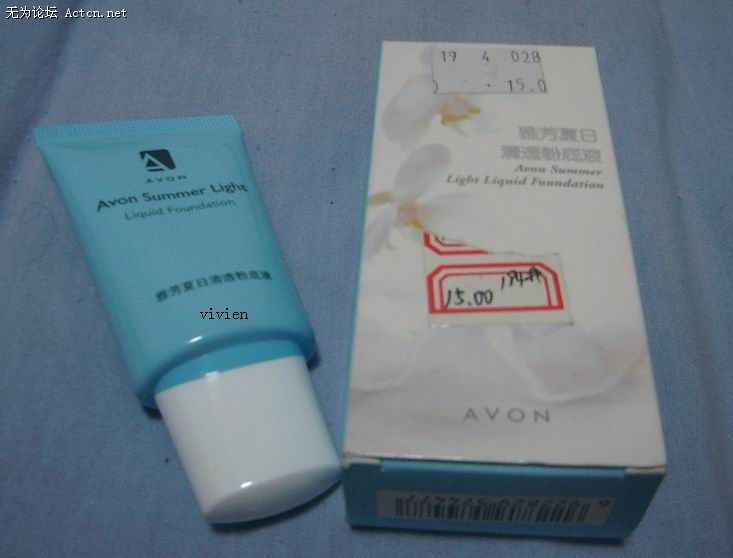 无为论坛 Actcn.net
AVON
Avon Summer Light
Liquid Foundation
雅芳夏日清透粉底液
vivien
19 4 028
15.0
雅芳夏日
清透粉底液
Avon Summer
Light Liquid Foundation
15.00
AVON